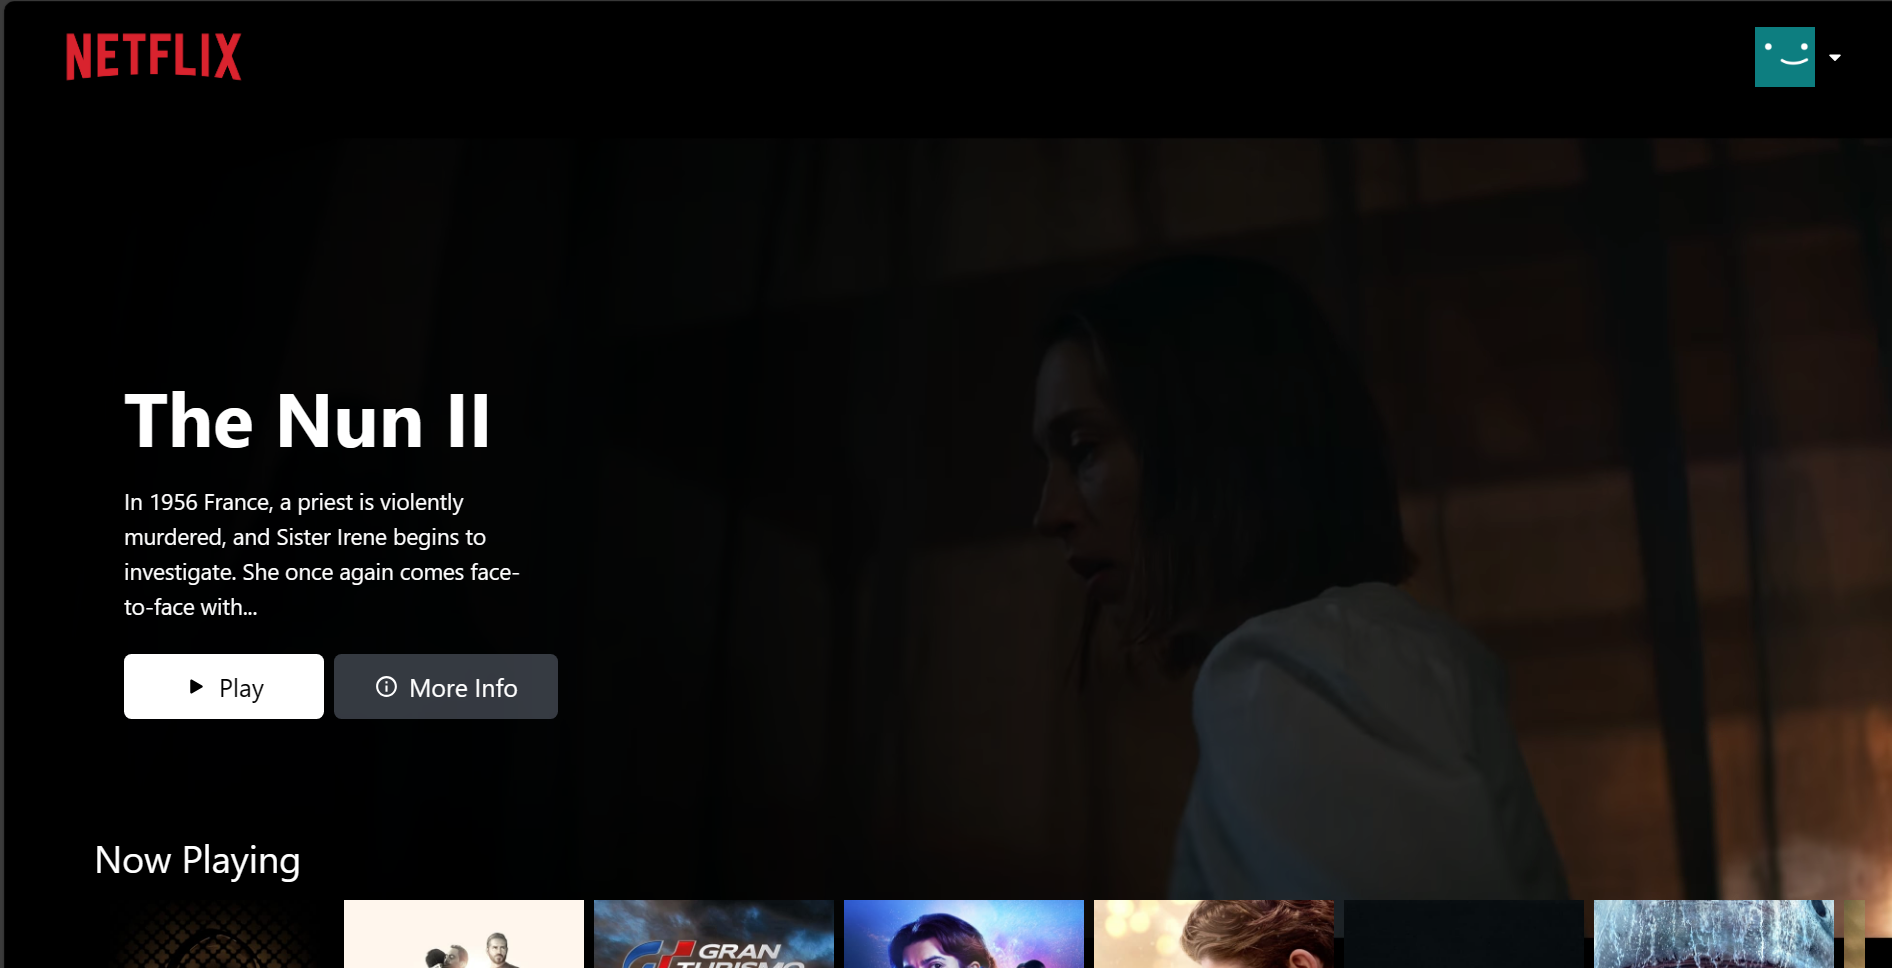 NETFLIX
The Nun II
In 1956 France, a priest is violently
murdered, and Sister Irene begins to
investigate. She once again comes face-
to-face with...
Play
More Info
Now Playing
GRAN
TURISMO